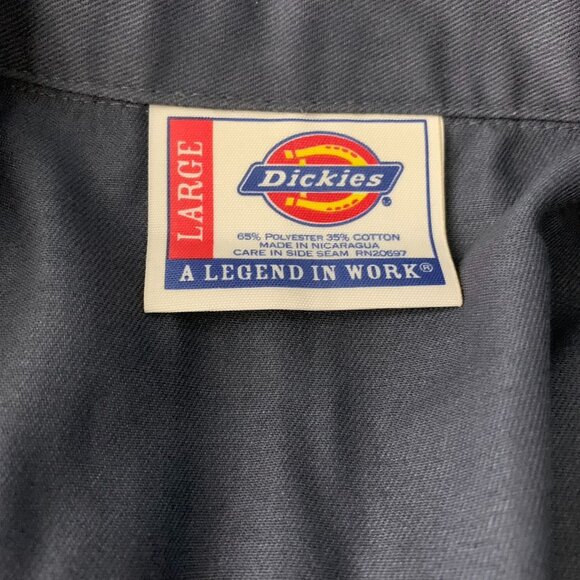 LARGE
Dickies®
65% POLYESTER 35% COTTON
MADE IN NICARAGUA
CARE IN SIDE SEAM RN20697
A LEGEND IN WORK®